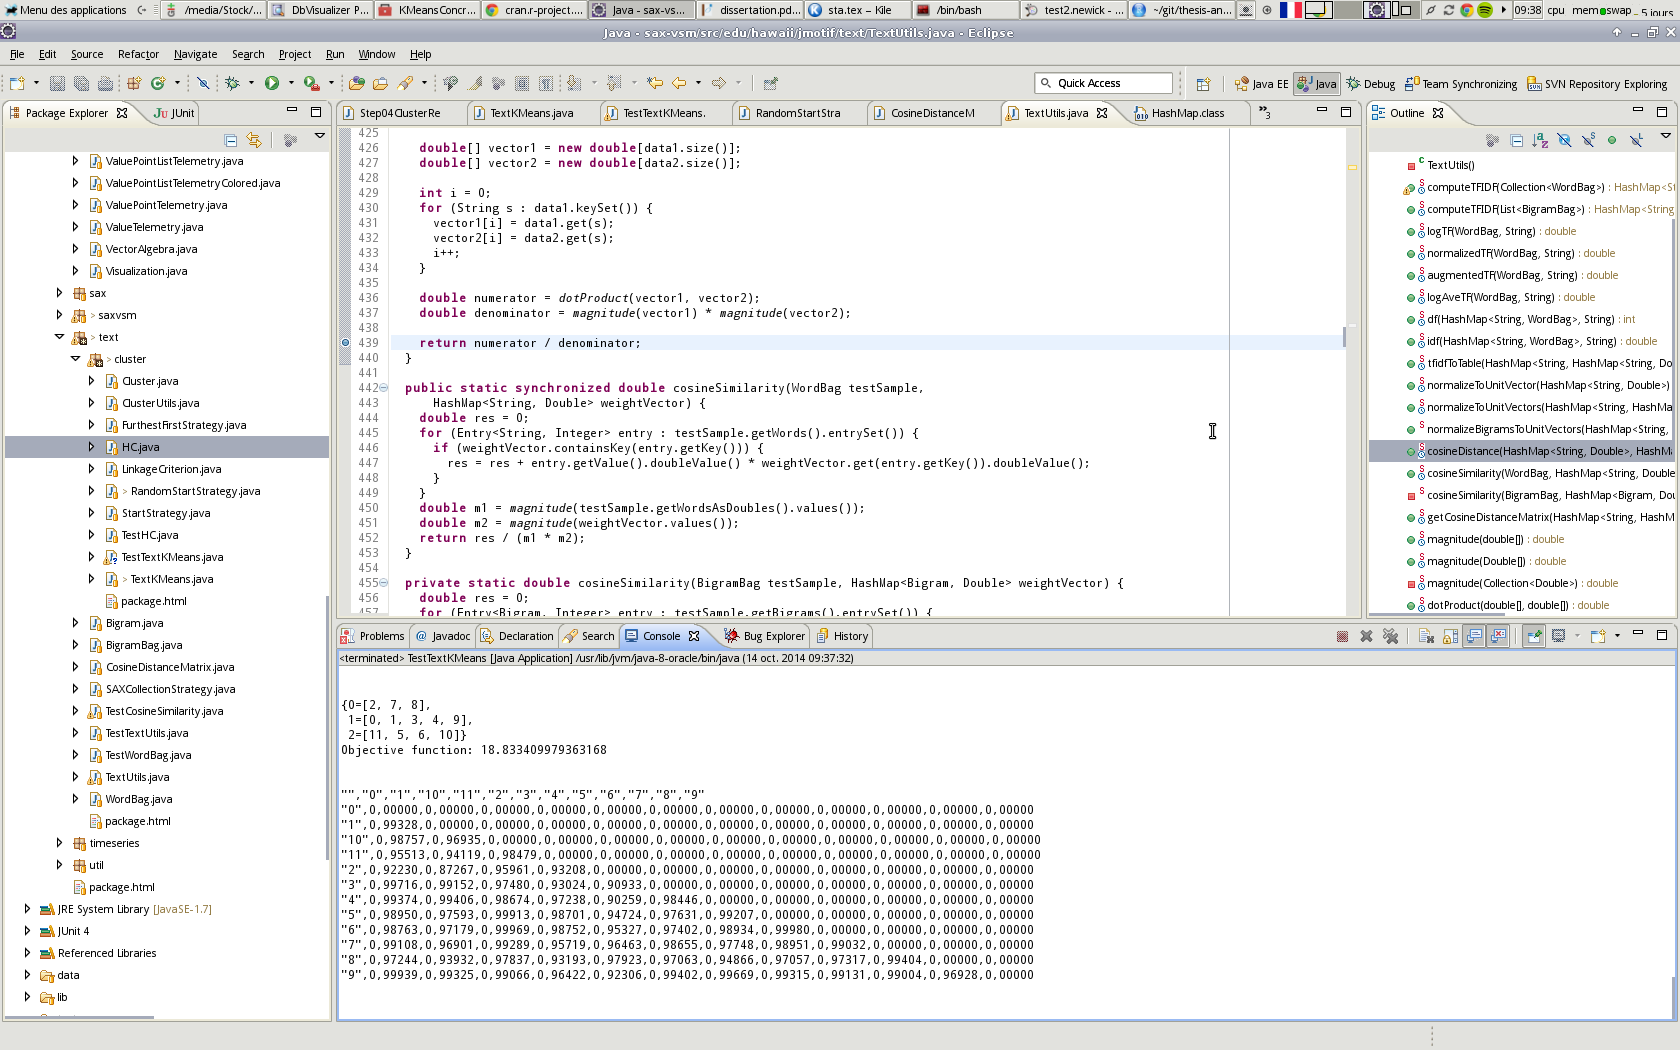 Menu des applications
/media/Stock/...
DbVisualizer P...
KMeansConcr...
cran.r-project....
Java - sax-vs...
dissertation.pd...
sta.tex – Kile
/bin/bash
test2.newick - ...
~/git/thesis-an...
09:38 cpu mem swap 5 jours
Java - sax-vsm/src/edu/hawaii/jmotif/text/TextUtils.java - Eclipse
File Edit Source Refactor Navigate Search Project Run Window Help
Quick Access
Java EE Java Debug Team Synchronizing SVN Repository Exploring
Package Explorer JUnit
ValuePointListTelemetry.java
ValuePointListTelemetryColored.java
ValuePointTelemetry.java
ValueTelemetry.java
VectorAlgebra.java
Visualization.java
sax
> saxvsm
> text
> cluster
Cluster.java
ClusterUtils.java
FurthestFirstStrategy.java
HC.java
LinkageCriterion.java
> RandomStartStrategy.java
StartStrategy.java
TestHC.java
TestTextKMeans.java
> TextKMeans.java
package.html
Bigram.java
BigramBag.java
CosineDistanceMatrix.java
SAXCollectionStrategy.java
TestCosineSimilarity.java
TestTextUtils.java
TestWordBag.java
TextUtils.java
WordBag.java
package.html
timeseries
util
package.html
JRE System Library [JavaSE-1.7]
JUnit 4
Referenced Libraries
data
lib
Step04ClusterRe TextKMeans.java TestTextKMeans. RandomStartStra CosineDistanceM TextUtils.java HashMap.class »3
425
426 double[] vector1 = new double[data1.size()];
427 double[] vector2 = new double[data2.size()];
428
429 int i = 0;
430 for (String s : data1.keySet()) {
431 vector1[i] = data1.get(s);
432 vector2[i] = data2.get(s);
433 i++;
434 }
435
436 double numerator = dotProduct(vector1, vector2);
437 double denominator = magnitude(vector1) * magnitude(vector2);
438
439 return numerator / denominator;
440 }
441
442 public static synchronized double cosineSimilarity(WordBag testSample,
443 HashMap<String, Double> weightVector) {
444 double res = 0;
445 for (Entry<String, Integer> entry : testSample.getWords().entrySet()) {
446 if (weightVector.containsKey(entry.getKey())) {
447 res = res + entry.getValue().doubleValue() * weightVector.get(entry.getKey()).doubleValue();
448 }
449 }
450 double m1 = magnitude(testSample.getWordsAsDoubles().values());
451 double m2 = magnitude(weightVector.values());
452 return res / (m1 * m2);
453 }
454
455 private static double cosineSimilarity(BigramBag testSample, HashMap<Bigram, Double> weightVector) {
456 double res = 0;
457 for (Entry<Bigram, Integer> entry : testSample.getBigrams().entrySet()) {
Outline
TextUtils()
computeTFIDF(Collection<WordBag>) : HashMap<St
computeTFIDF(List<BigramBag>) : HashMap<String
logTF(WordBag, String) : double
normalizedTF(WordBag, String) : double
augmentedTF(WordBag, String) : double
logAveTF(WordBag, String) : double
df(HashMap<String, WordBag>, String) : int
idf(HashMap<String, WordBag>, String) : double
tfidfToTable(HashMap<String, HashMap<String, Do
normalizeToUnitVector(HashMap<String, Double>)
normalizeToUnitVectors(HashMap<String, HashMa
normalizeBigramsToUnitVectors(HashMap<String,
cosineDistance(HashMap<String, Double>, HashM
cosineSimilarity(WordBag, HashMap<String, Double
cosineSimilarity(BigramBag, HashMap<Bigram, Dou
getCosineDistanceMatrix(HashMap<String, HashM
magnitude(double[]) : double
magnitude(Double[]) : double
magnitude(Collection<Double>) : double
dotProduct(double[], double[]) : double
Problems Javadoc Declaration Search Console Bug Explorer History
<terminated> TestTextKMeans [Java Application] /usr/lib/jvm/java-8-oracle/bin/java (14 oct. 2014 09:37:32)
{0=[2, 7, 8],
1=[0, 1, 3, 4, 9],
2=[11, 5, 6, 10]}
Objective function: 18.833409979363168
"","0","1","10","11","2","3","4","5","6","7","8","9"
"0",0,00000,0,00000,0,00000,0,00000,0,00000,0,00000,0,00000,0,00000,0,00000,0,00000,0,00000,0,00000
"1",0,99328,0,00000,0,00000,0,00000,0,00000,0,00000,0,00000,0,00000,0,00000,0,00000,0,00000,0,00000
"10",0,98757,0,96935,0,00000,0,00000,0,00000,0,00000,0,00000,0,00000,0,00000,0,00000,0,00000,0,00000
"11",0,95513,0,94119,0,98479,0,00000,0,00000,0,00000,0,00000,0,00000,0,00000,0,00000,0,00000,0,00000
"2",0,92230,0,87267,0,95961,0,93208,0,00000,0,00000,0,00000,0,00000,0,00000,0,00000,0,00000,0,00000
"3",0,99716,0,99152,0,97480,0,93024,0,90933,0,00000,0,00000,0,00000,0,00000,0,00000,0,00000,0,00000
"4",0,99374,0,99406,0,98674,0,97238,0,90259,0,98446,0,00000,0,00000,0,00000,0,00000,0,00000,0,00000
"5",0,98950,0,97593,0,99913,0,98701,0,94724,0,97631,0,99207,0,00000,0,00000,0,00000,0,00000,0,00000
"6",0,98763,0,97179,0,99969,0,98752,0,95327,0,97402,0,98934,0,99980,0,00000,0,00000,0,00000,0,00000
"7",0,99108,0,96901,0,99289,0,95719,0,96463,0,98655,0,97748,0,98951,0,99032,0,00000,0,00000,0,00000
"8",0,97244,0,93932,0,97837,0,93193,0,97923,0,97063,0,94866,0,97057,0,97317,0,99404,0,00000,0,00000
"9",0,99939,0,99325,0,99066,0,96422,0,92306,0,99402,0,99669,0,99315,0,99131,0,99004,0,96928,0,00000